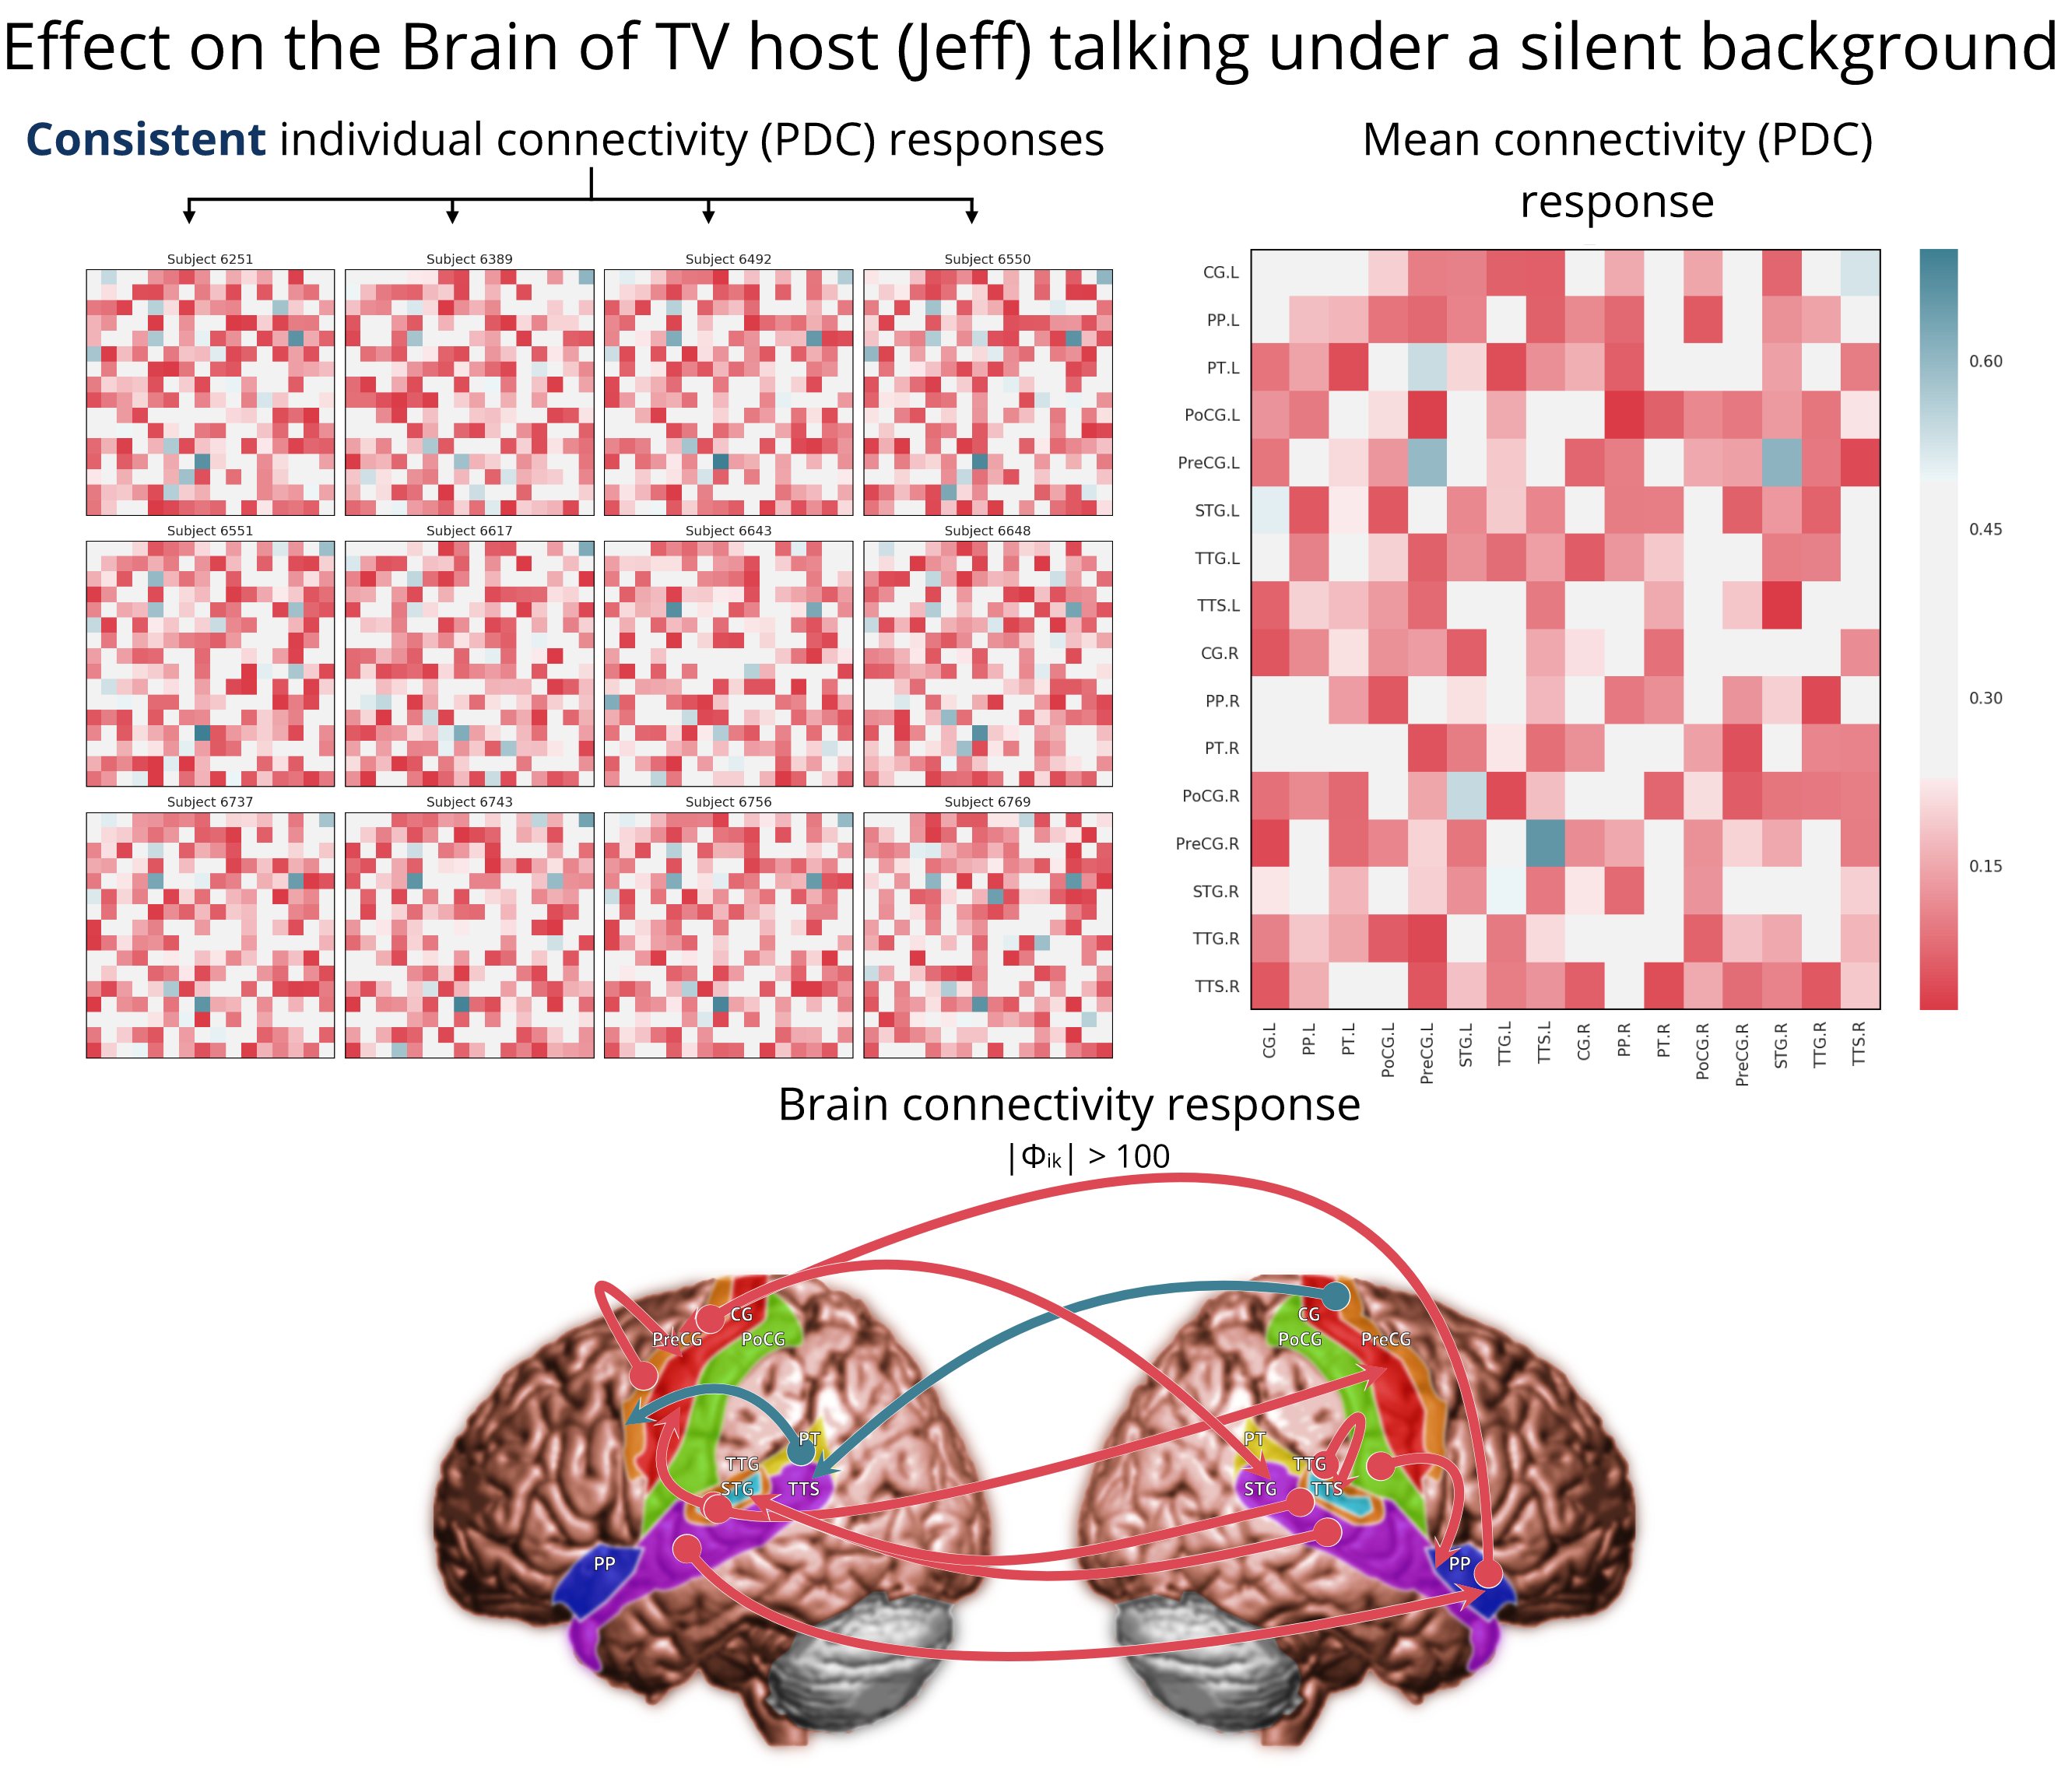 Effect on the Brain of TV host (Jeff) talking under a silent background
Consistent individual connectivity (PDC) responses
Mean connectivity (PDC)
response
Subject 6251
Subject 6389
Subject 6492
Subject 6550
Subject 6551
Subject 6617
Subject 6643
Subject 6648
Subject 6737
Subject 6743
Subject 6756
Subject 6769
CG.L
PP.L
PT.L
PoCG.L
PreCG.L
STG.L
TTG.L
TTS.L
CG.R
PP.R
PT.R
PoCG.R
PreCG.R
STG.R
TTG.R
TTS.R
CG.L PP.L PT.L PoCG.L PreCG.L STG.L TTG.L TTS.L CG.R PP.R PT.R PoCG.R PreCG.R STG.R TTG.R TTS.R
0.60
0.45
0.30
0.15
Brain connectivity response
|Φik| > 100
CG
PreCG PoCG
PT
TTG
STG TTS
PP
CG
PoCG PreCG
PT
TTG
STG TTS
PP